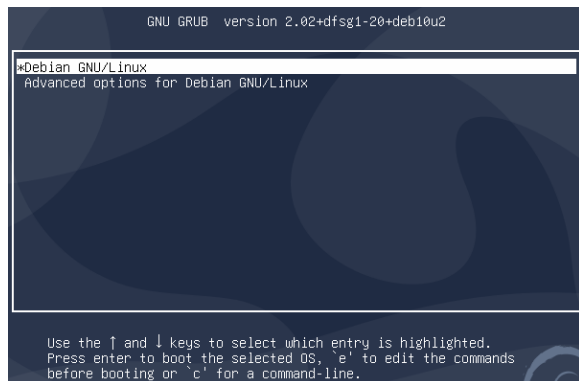 GNU GRUB version 2.02+dfsg1-20+deb10u2
*Debian GNU/Linux
Advanced options for Debian GNU/Linux
Use the ↑ and ↓ keys to select which entry is highlighted.
Press enter to boot the selected OS, `e' to edit the commands
before booting or `c' for a command-line.